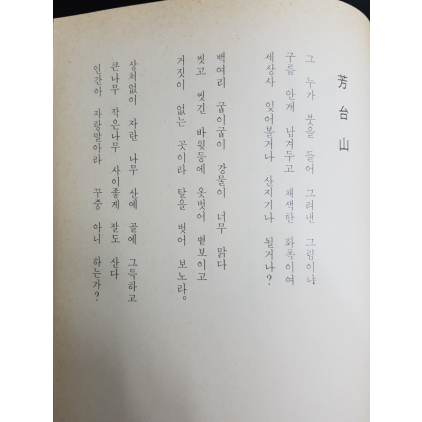 芳台山
그 누가 붓을 들어 그려낸 그림이냐
구름 안개 남겨두고 채색한 화폭이여
세상사 잊어볼거나 산지기나 될거나?
백여리 굽이굽이 강물이 너무 맑다
씻고 씻긴 바윗등에 옷벗어 볕보이고
거짓이 없는 곳이라 탈을 벗어 보노라.
상처없이 자란 나무 산에 골에 그득하고
큰나무 작은나무 사이좋게 잘도 산다
인간아 자랑말아라 꾸중 아니 하는가?